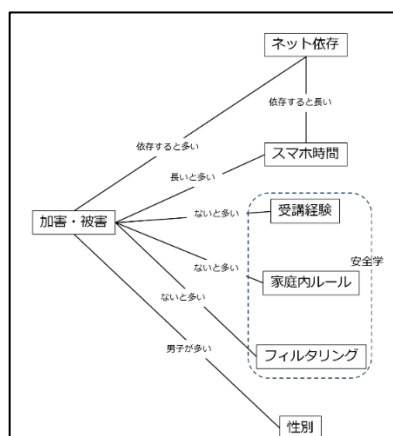 ネット依存
依存すると長い
依存すると多い
スマホ時間
長いと多い
受講経験
ないと多い
加害・被害
安全学
ないと多い
家庭内ルール
ないと多い
フィルタリング
男子が多い
性別